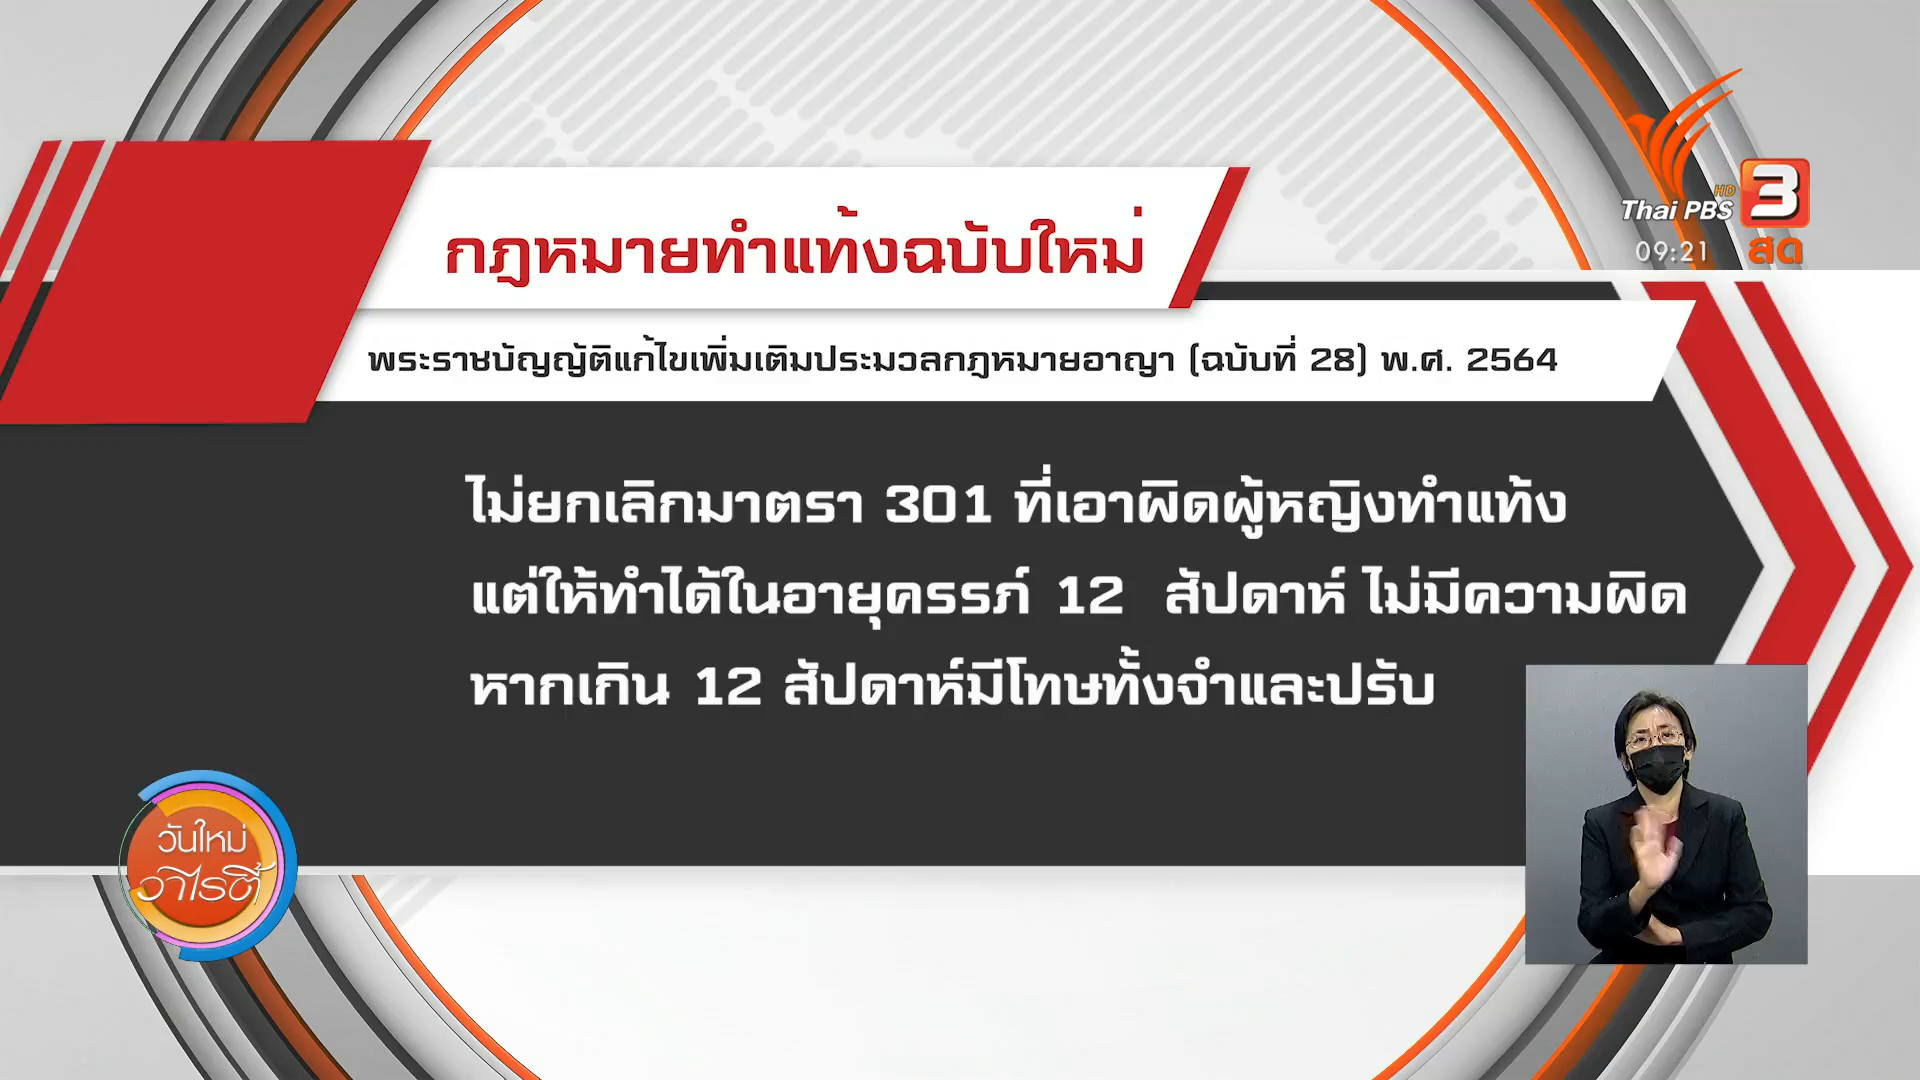 กฎหมายทำแท้งฉบับใหม่
พระราชบัญญัติแก้ไขเพิ่มเติมประมวลกฎหมายอาญา (ฉบับที่ 28) พ.ศ. 2564
ไม่ยกเลิกมาตรา 301 ที่เอาผิดผู้หญิงทำแท้ง
แต่ให้ทำได้ในอายุครรภ์ 12 สัปดาห์ ไม่มีความผิด
หากเกิน 12 สัปดาห์มีโทษทั้งจำและปรับ
HD
Thai PBS 3
09:21 สด
วันใหม่
วาไรตี้